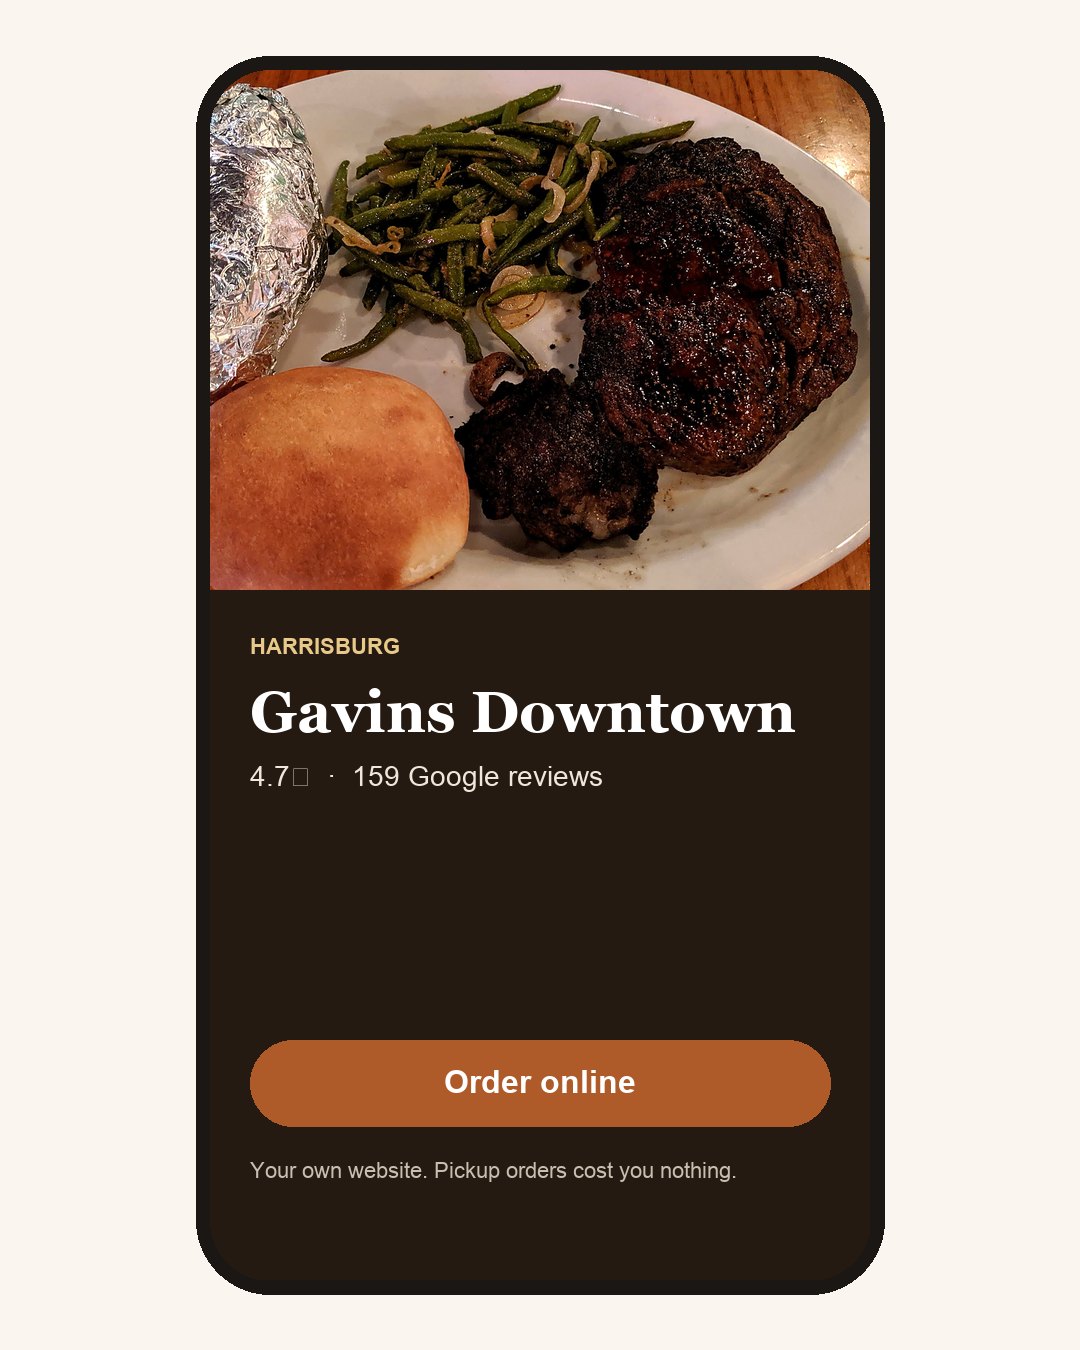 HARRISBURG
Gavins Downtown
4.7□ · 159 Google reviews
Order online
Your own website. Pickup orders cost you nothing.